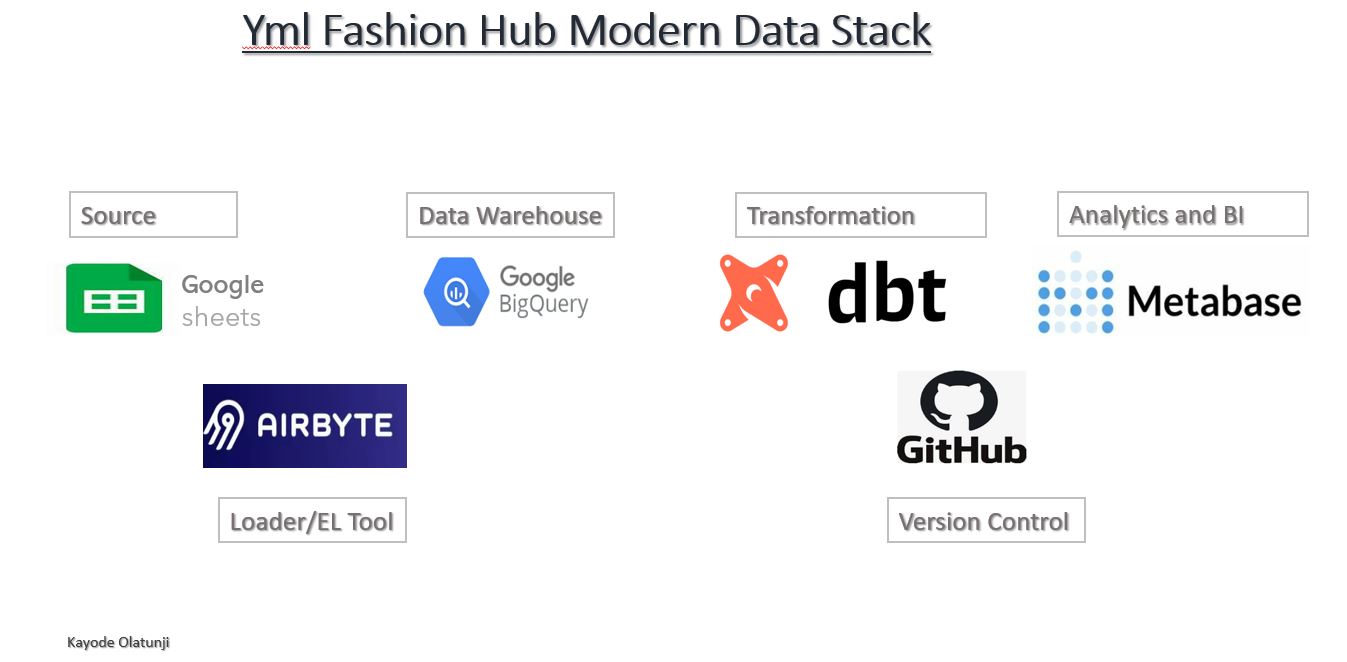 Yml Fashion Hub Modern Data Stack
Source
Data Warehouse
Transformation
Analytics and BI
Google
sheets
Google
BigQuery
dbt
Metabase
AIRBYTE
GitHub
Loader/EL Tool
Version Control
Kayode Olatunji